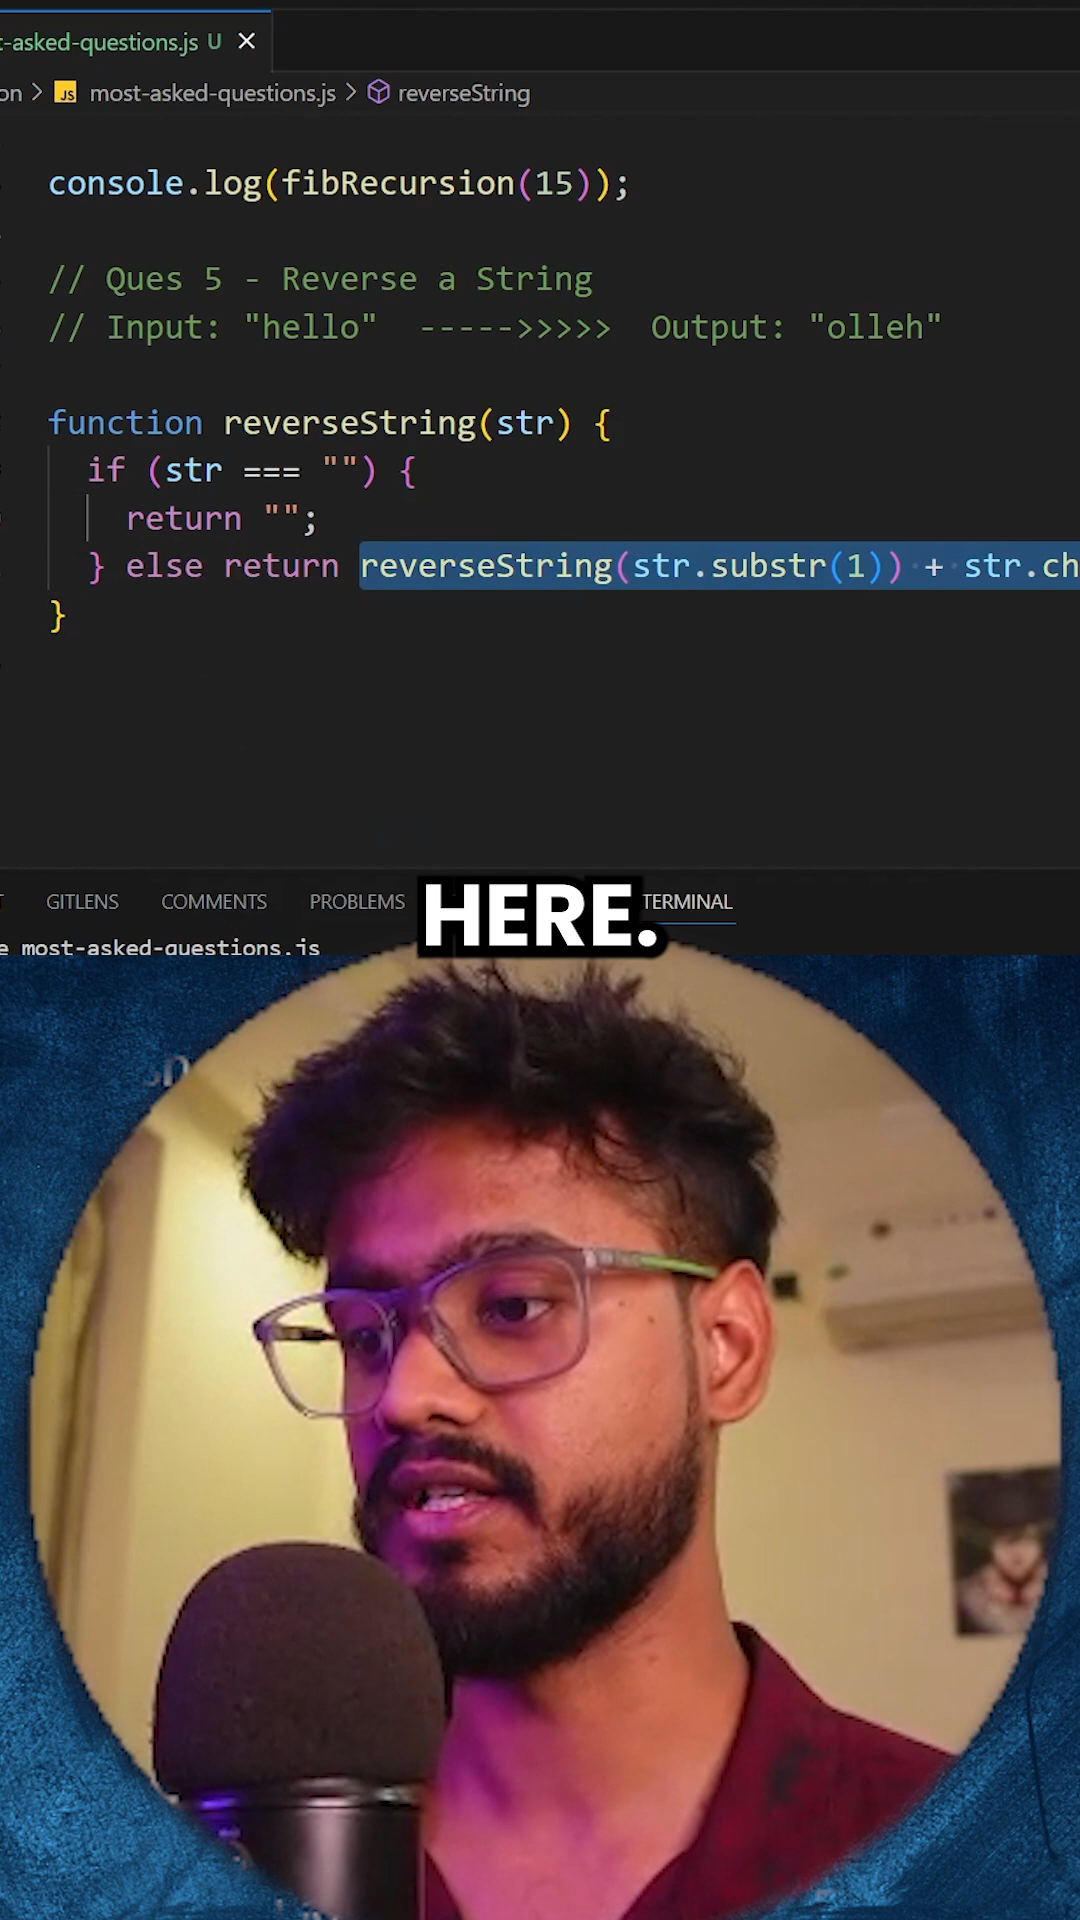 t-asked-questions.js U ×
on > JS most-asked-questions.js > reverseString
console.log(fibRecursion(15));
// Ques 5 - Reverse a String
// Input: "hello" ----->>>>> Output: "olleh"
function reverseString(str) {
if (str === "") {
return "";
} else return reverseString(str.substr(1)) + str.ch
}
GITLENS COMMENTS PROBLEMS TERMINAL
HERE.
e most-asked-questions.js